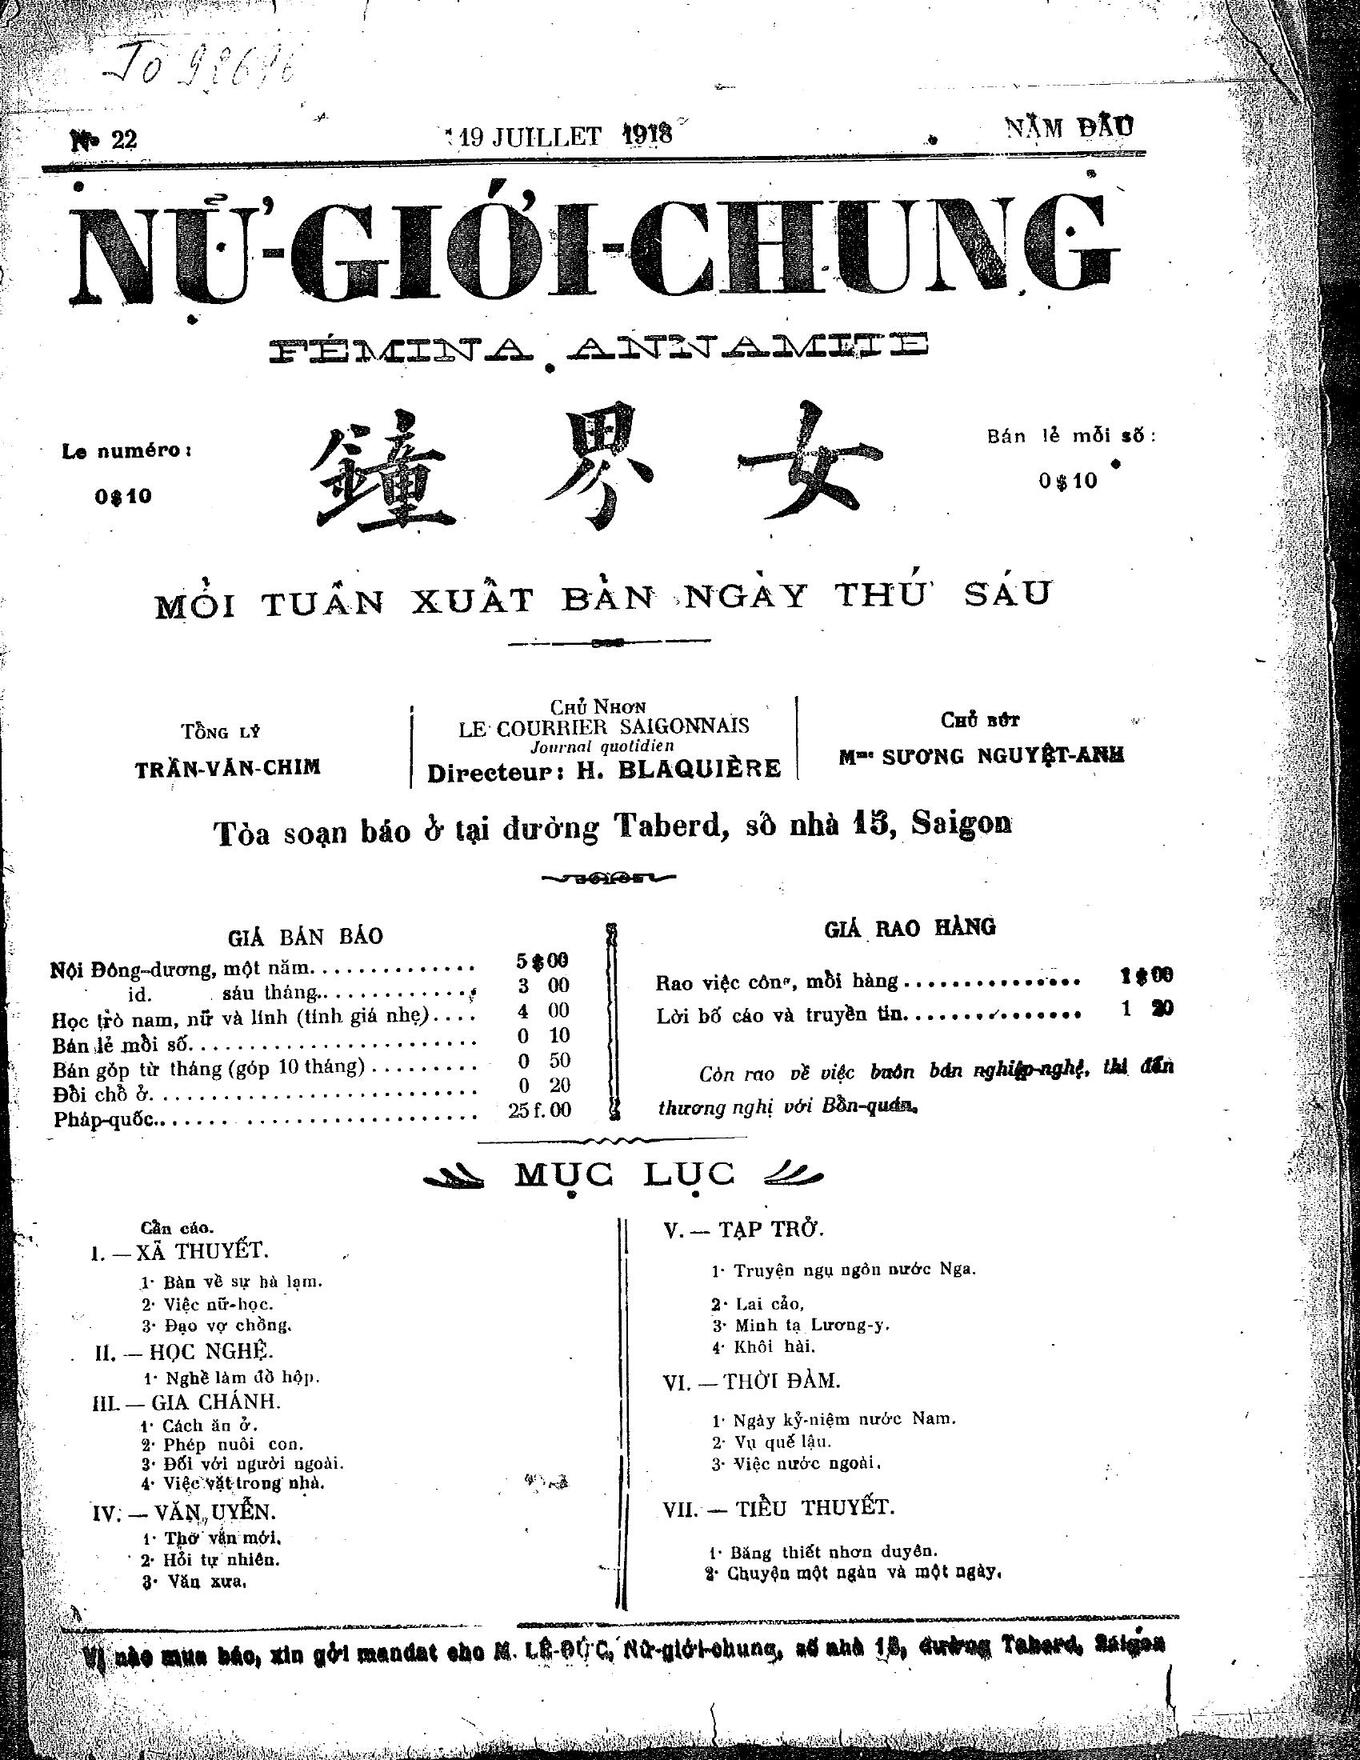 No 22
19 JUILLET 1918
NĂM ĐẦU
NỮ-GIỚI-CHUNG
FÉMINA ANNAMITE
Le numéro:
0$10
鐘 界 女
Bán lẻ mỗi số:
0$10
MỖI TUẦN XUẤT BẢN NGÀY THỨ SÁU
TỔNG LÝ
TRẦN-VĂN-CHIM
CHỦ NHƠN
LE COURRIER SAIGONNAIS
Journal quotidien
Directeur: H. BLAQUIÈRE
CHỦ BÚT
Mme SƯƠNG NGUYỆT-ANH
Tòa soạn báo ở tại đường Taberd, số nhà 15, Saigon
GIÁ BÁN BÁO
Nội Đông-dương, một năm.............. 5$00
id. sáu tháng.............. 3 00
Học trò nam, nữ và lính (tính giá nhẹ).... 4 00
Bán lẻ mỗi số........................ 0 10
Bán góp từ tháng (góp 10 tháng)......... 0 50
Đổi chỗ ở............................ 0 20
Pháp-quốc............................ 25 f. 00
GIÁ RAO HÀNG
Rao việc công, mỗi hàng............... 1$00
Lời bố cáo và truyền tin............... 1 20
Còn rao về việc buôn bán nghiệp-nghệ, thì đến
thương nghị với Bổn-quán.
MỤC LỤC
Cẩn cáo.
I. — XÃ THUYẾT.
1· Bàn về sự hà lạm.
2· Việc nữ-học.
3· Đạo vợ chồng.
II. — HỌC NGHỆ.
1· Nghề làm đồ hộp.
III. — GIA CHÁNH.
1· Cách ăn ở.
2· Phép nuôi con.
3· Đối với người ngoài.
4· Việc vặt trong nhà.
IV. — VĂN UYỂN.
1· Thơ văn mới.
2· Hồi tự nhiên.
3· Văn xưa.
V. — TẠP TRỞ.
1· Truyện ngụ ngôn nước Nga.
2· Lai cảo,
3· Minh tạ Lương-y.
4· Khôi hài.
VI. — THỜI ĐÀM.
1· Ngày kỷ-niệm nước Nam.
2· Vụ quế lậu.
3· Việc nước ngoài.
VII. — TIỂU THUYẾT.
1· Băng thiết nhơn duyên.
2· Chuyện một ngàn và một ngày.
Vị nào mua báo, xin gởi mandat cho M. LÊ-ĐỨC, Nữ-giới-chung, số nhà 15, đường Taberd, Saigon